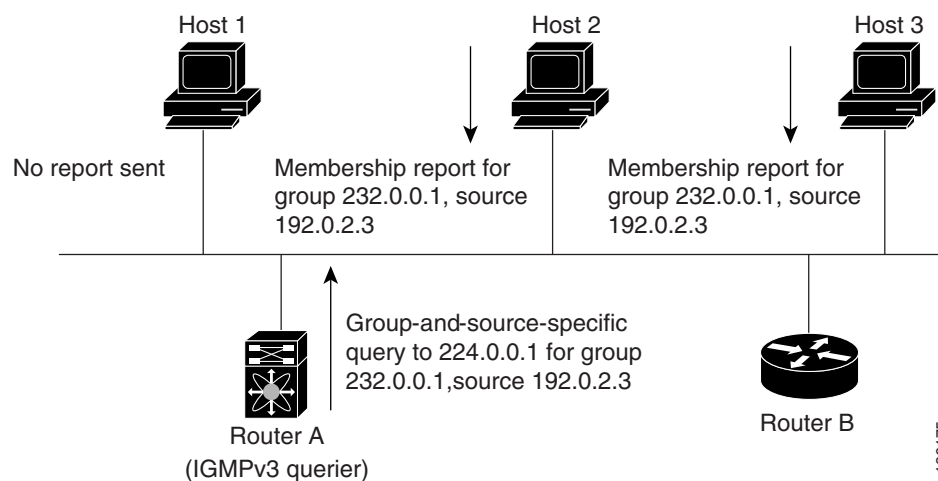 Host 1
Host 2
Host 3
No report sent
Membership report for
group 232.0.0.1, source
192.0.2.3
Membership report for
group 232.0.0.1, source
192.0.2.3
Group-and-source-specific
query to 224.0.0.1 for group
232.0.0.1,source 192.0.2.3
Router A
(IGMPv3 querier)
Router B